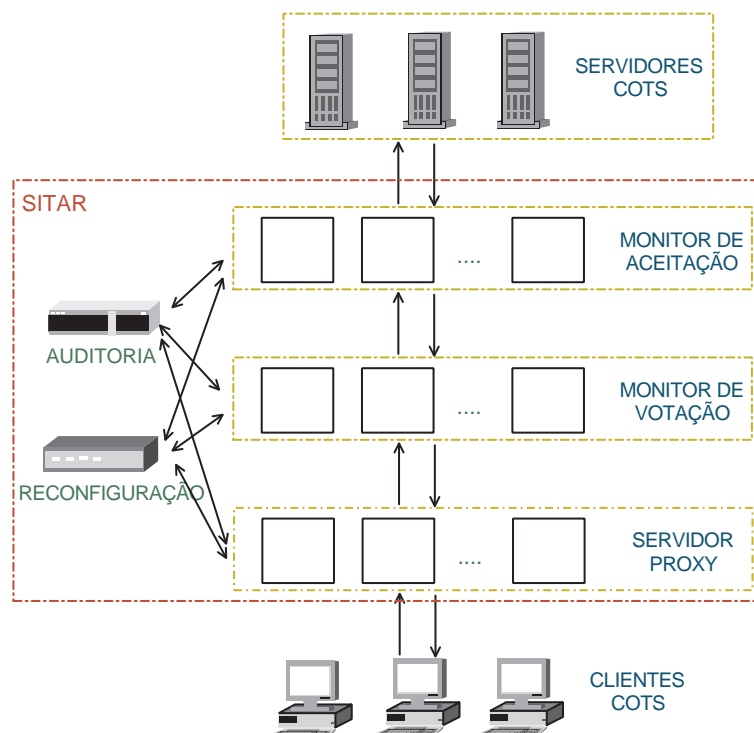 SERVIDORES
COTS
SITAR
MONITOR DE
ACEITAÇÃO
....
AUDITORIA
MONITOR DE
VOTAÇÃO
....
RECONFIGURAÇÃO
SERVIDOR
PROXY
....
CLIENTES
COTS